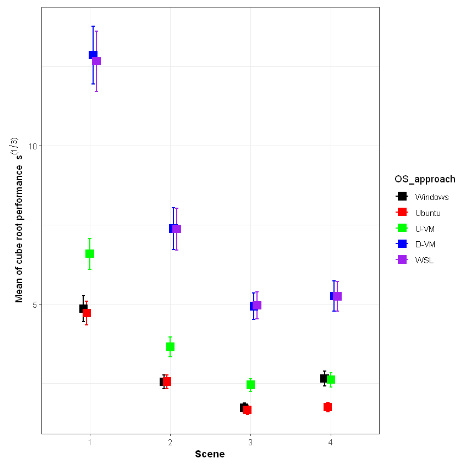 Mean of cube root performance s^(1/3)
10
5
1
2
3
4
Scene
OS_approach
Windows
Ubuntu
U-VM
D-VM
WSL